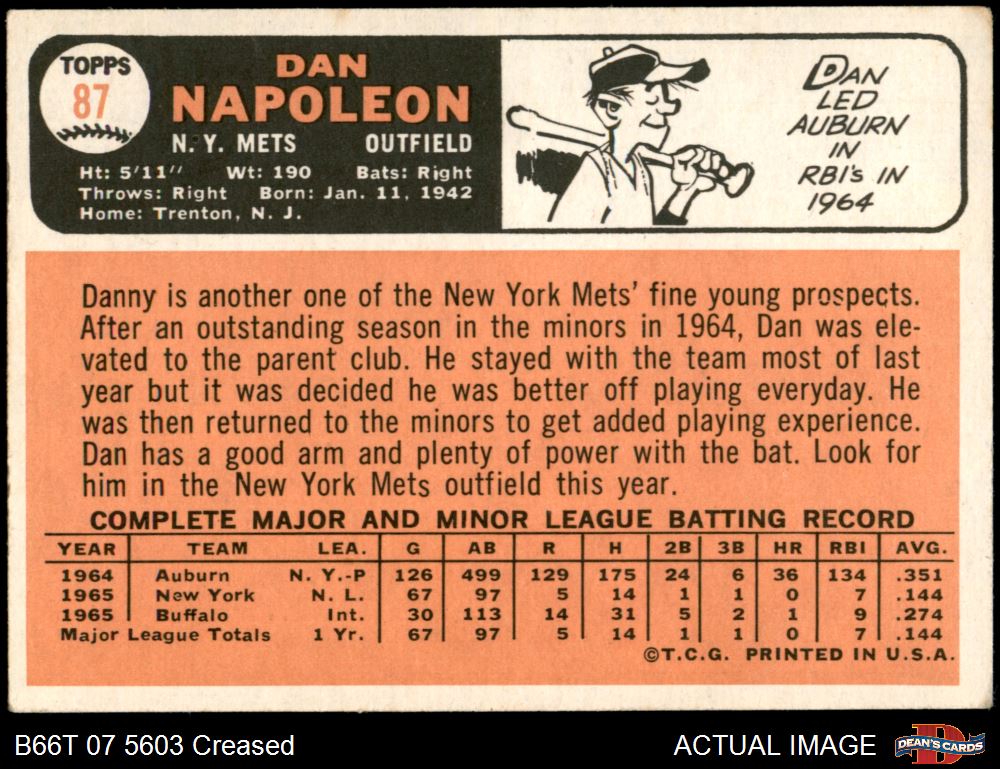 TOPPS
87
DAN
NAPOLEON
N.Y. METS OUTFIELD
Ht: 5'11" Wt: 190 Bats: Right
Throws: Right Born: Jan. 11, 1942
Home: Trenton, N. J.
DAN
LED
AUBURN
IN
RBI's IN
1964
Danny is another one of the New York Mets' fine young prospects.
After an outstanding season in the minors in 1964, Dan was ele-
vated to the parent club. He stayed with the team most of last
year but it was decided he was better off playing everyday. He
was then returned to the minors to get added playing experience.
Dan has a good arm and plenty of power with the bat. Look for
him in the New York Mets outfield this year.
COMPLETE MAJOR AND MINOR LEAGUE BATTING RECORD
YEAR TEAM LEA. G AB R H 2B 3B HR RBI AVG.
1964 Auburn N. Y.-P 126 499 129 175 24 6 36 134 .351
1965 New York N. L. 67 97 5 14 1 1 0 7 .144
1965 Buffalo Int. 30 113 14 31 5 2 1 9 .274
Major League Totals 1 Yr. 67 97 5 14 1 1 0 7 .144
©T.C.G. PRINTED IN U.S.A.
B66T 07 5603 Creased
ACTUAL IMAGE
DEAN'S CARDS